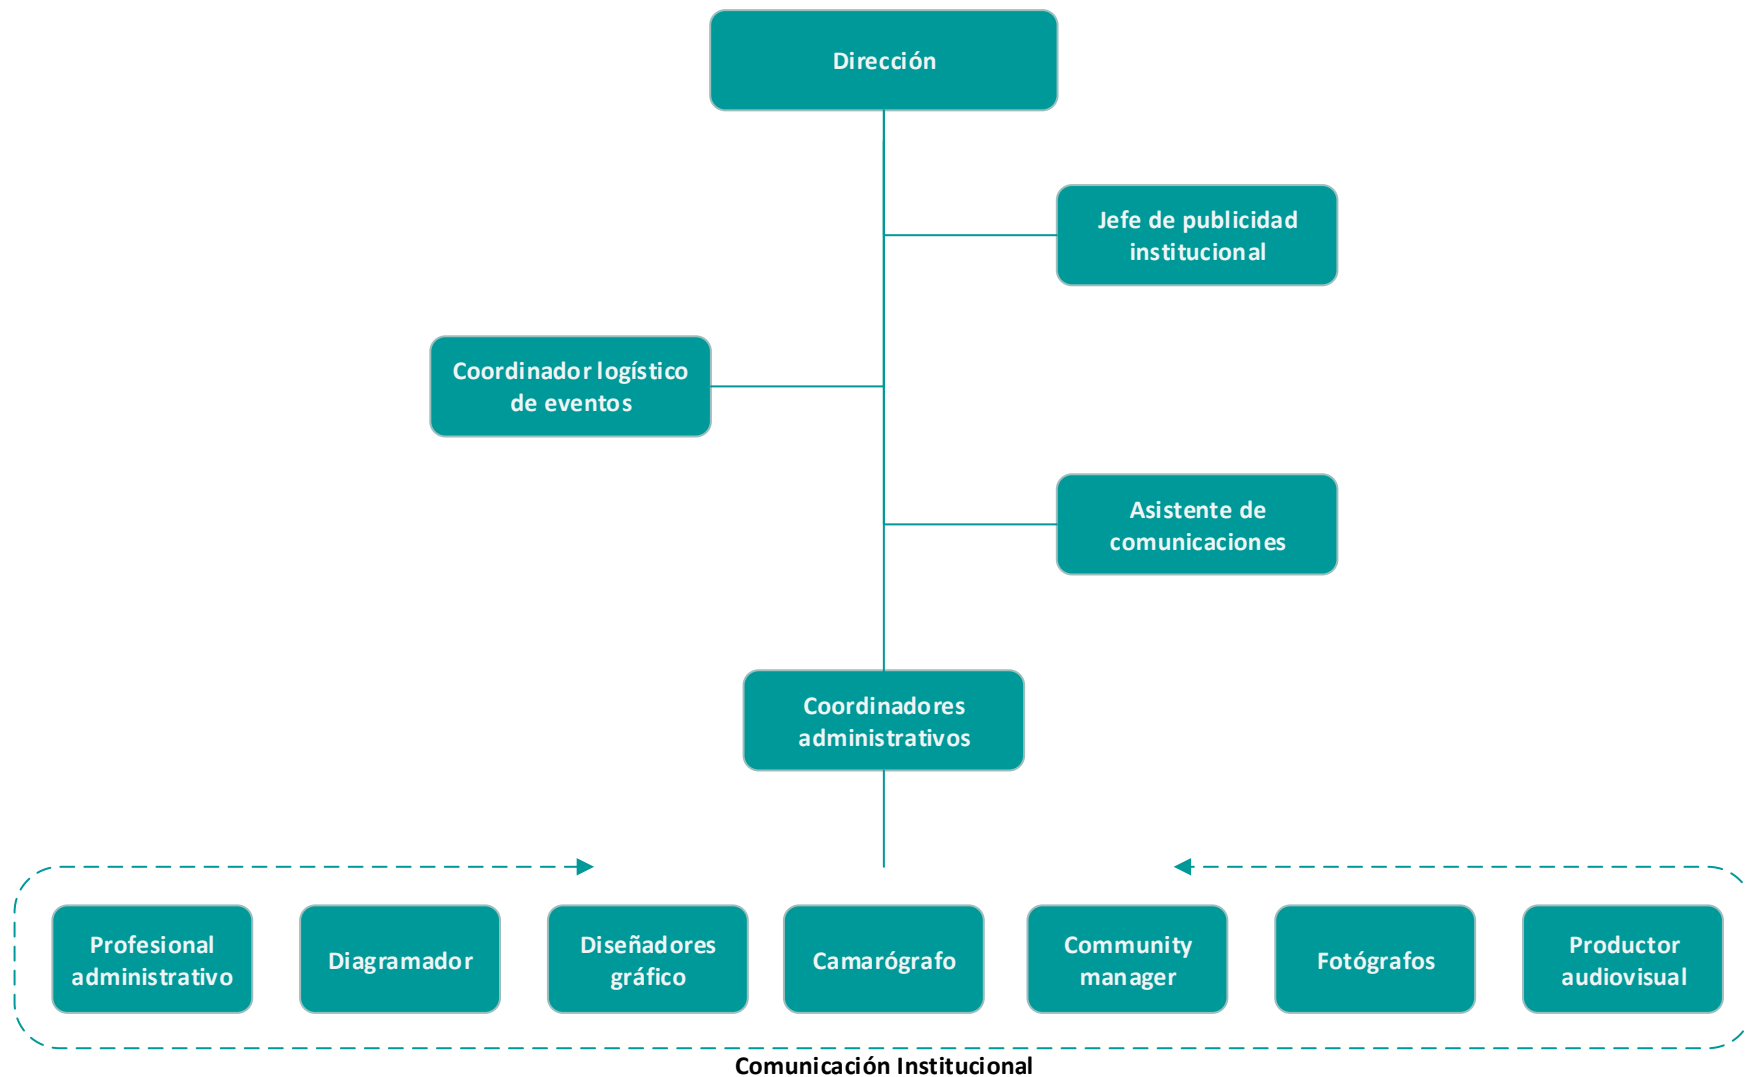 Dirección
Jefe de publicidad
institucional
Coordinador logístico
de eventos
Asistente de
comunicaciones
Coordinadores
administrativos
Profesional
administrativo
Diagramador
Diseñadores
gráfico
Camarógrafo
Community
manager
Fotógrafos
Productor
audiovisual
Comunicación Institucional